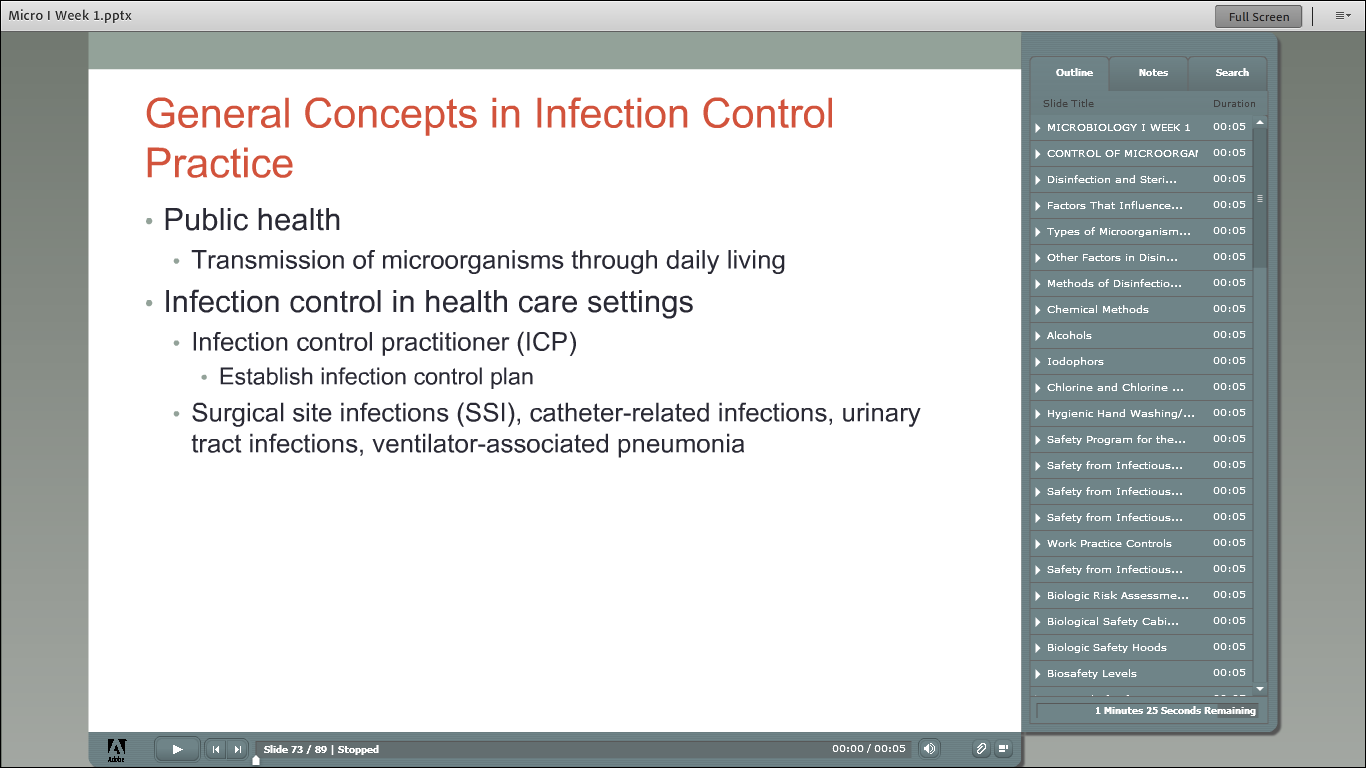 Micro I Week 1.pptx
Full Screen
General Concepts in Infection Control
Practice
• Public health
• Transmission of microorganisms through daily living
• Infection control in health care settings
• Infection control practitioner (ICP)
• Establish infection control plan
• Surgical site infections (SSI), catheter-related infections, urinary
tract infections, ventilator-associated pneumonia
Outline Notes Search
Slide Title Duration
MICROBIOLOGY I WEEK 1 00:05
CONTROL OF MICROORGAN 00:05
Disinfection and Steri... 00:05
Factors That Influence... 00:05
Types of Microorganism... 00:05
Other Factors in Disin... 00:05
Methods of Disinfectio... 00:05
Chemical Methods 00:05
Alcohols 00:05
Iodophors 00:05
Chlorine and Chlorine ... 00:05
Hygienic Hand Washing/... 00:05
Safety Program for the... 00:05
Safety from Infectious... 00:05
Safety from Infectious... 00:05
Safety from Infectious... 00:05
Work Practice Controls 00:05
Safety from Infectious... 00:05
Biologic Risk Assessme... 00:05
Biological Safety Cabi... 00:05
Biologic Safety Hoods 00:05
Biosafety Levels 00:05
1 Minutes 25 Seconds Remaining
Adobe
Slide 73 / 89 | Stopped 00:00 / 00:05